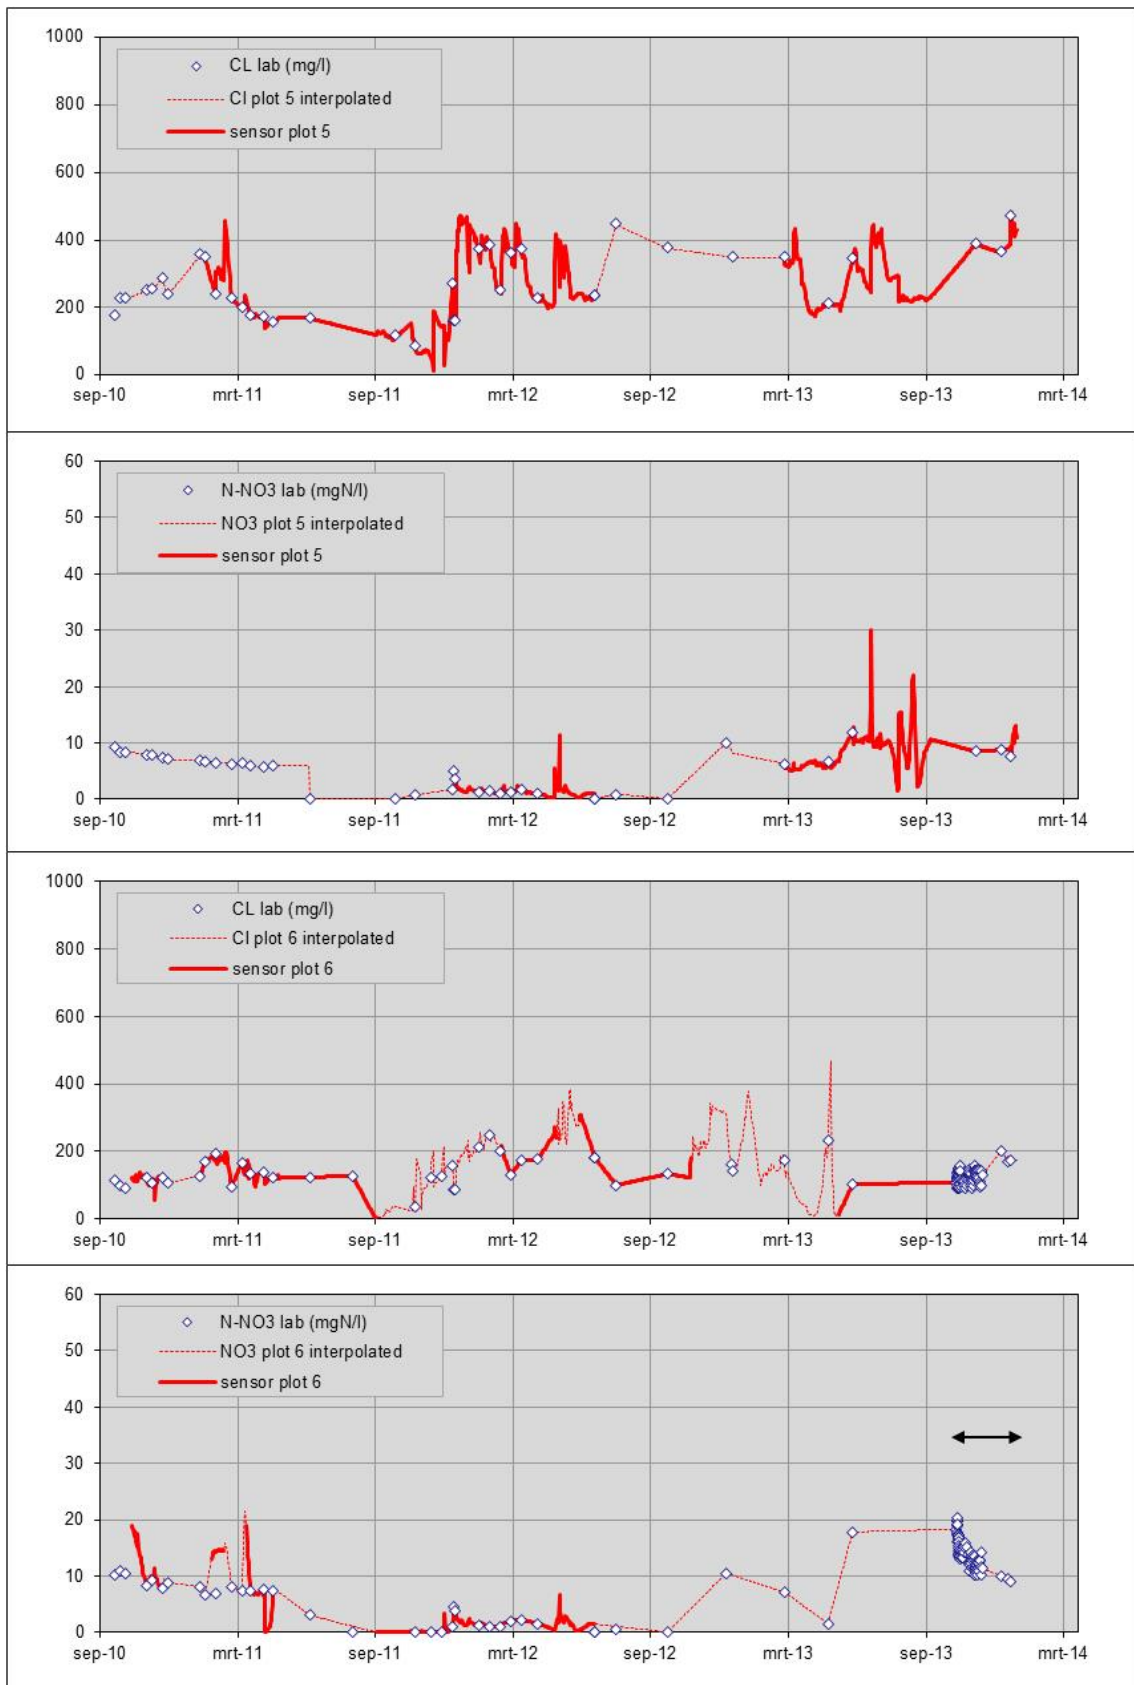 1000
800
600
400
200
0
CL lab (mg/l)
Cl plot 5 interpolated
sensor plot 5
sep-10 mrt-11 sep-11 mrt-12 sep-12 mrt-13 sep-13 mrt-14
60
50
40
30
20
10
0
N-NO3 lab (mgN/l)
NO3 plot 5 interpolated
sensor plot 5
sep-10 mrt-11 sep-11 mrt-12 sep-12 mrt-13 sep-13 mrt-14
1000
800
600
400
200
0
CL lab (mg/l)
Cl plot 6 interpolated
sensor plot 6
sep-10 mrt-11 sep-11 mrt-12 sep-12 mrt-13 sep-13 mrt-14
60
50
40
30
20
10
0
N-NO3 lab (mgN/l)
NO3 plot 6 interpolated
sensor plot 6
sep-10 mrt-11 sep-11 mrt-12 sep-12 mrt-13 sep-13 mrt-14